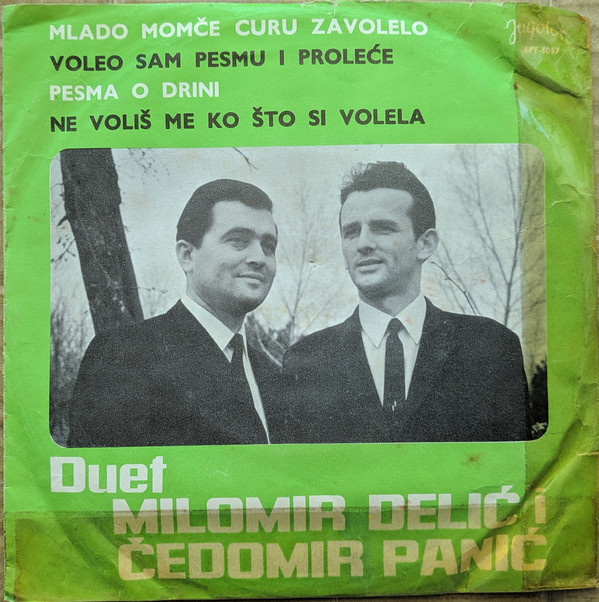 MLADO MOMČE CURU ZAVOLELO
VOLEO SAM PESMU I PROLEĆE
PESMA O DRINI
NE VOLIŠ ME KO ŠTO SI VOLELA
Jugoton
Duet
MILOMIR DELIĆ i
ČEDOMIR PANIĆ